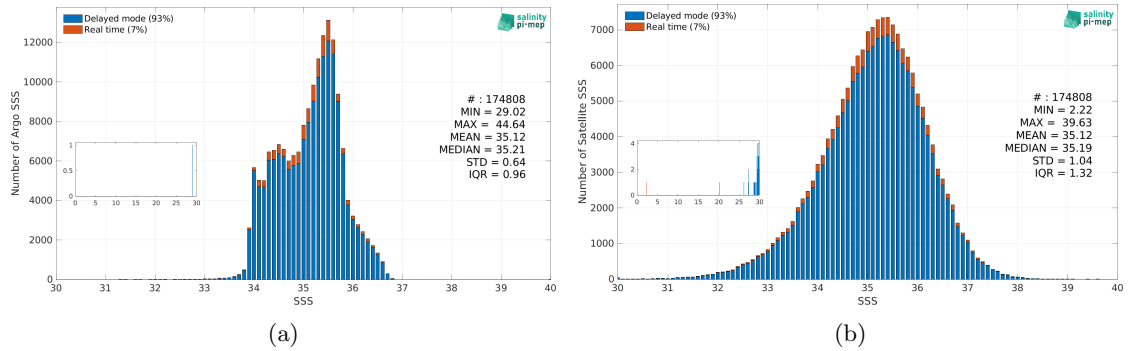 Delayed mode (93%)
Real time (7%)
salinity
pi-mep
12000
10000
8000
6000
4000
2000
0
Number of Argo SSS
# : 174808
MIN = 29.02
MAX = 44.64
MEAN = 35.12
MEDIAN = 35.21
STD = 0.64
IQR = 0.96
1
0.5
0
0 5 10 15 20 25 30
30 31 32 33 34 35 36 37 38 39 40
SSS
(a)
Delayed mode (93%)
Real time (7%)
salinity
pi-mep
7000
6000
5000
4000
3000
2000
1000
0
Number of Satellite SSS
# : 174808
MIN = 2.22
MAX = 39.63
MEAN = 35.12
MEDIAN = 35.19
STD = 1.04
IQR = 1.32
4
2
0
0 5 10 15 20 25 30
30 31 32 33 34 35 36 37 38 39 40
SSS
(b)